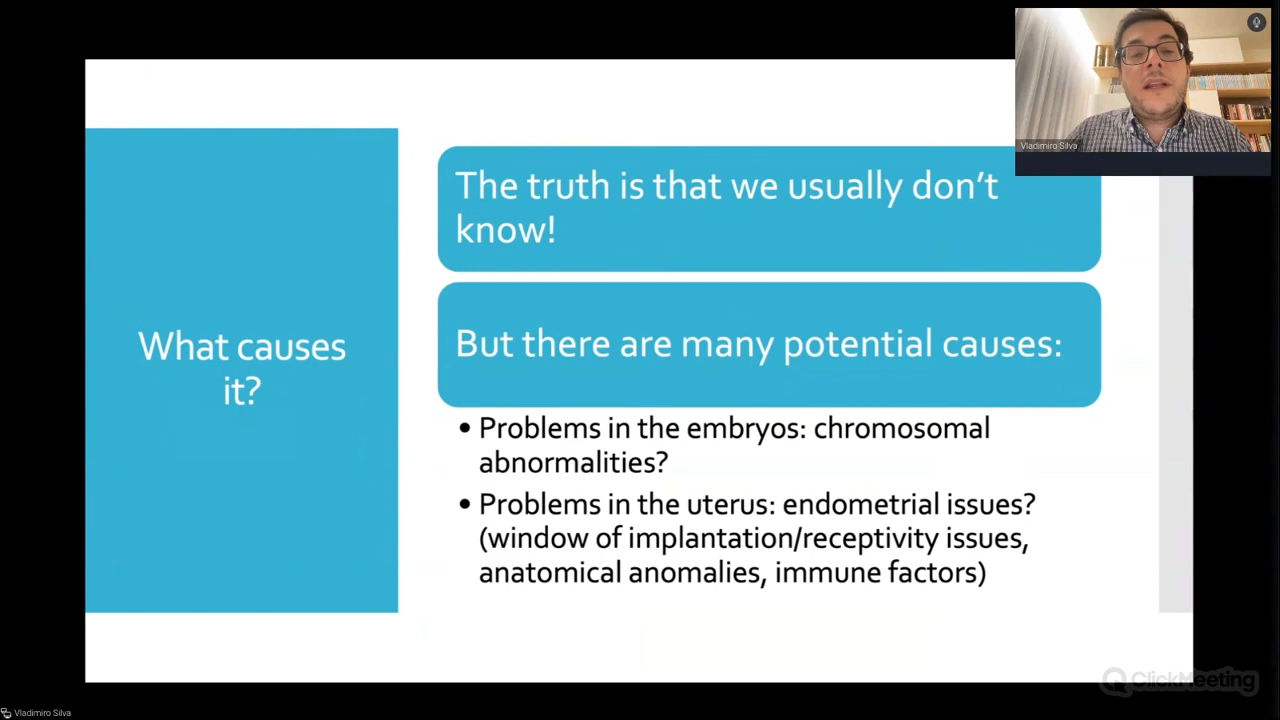 Vladimiro Silva
What causes
it?
The truth is that we usually don’t
know!
But there are many potential causes:
• Problems in the embryos: chromosomal
abnormalities?
• Problems in the uterus: endometrial issues?
(window of implantation/receptivity issues,
anatomical anomalies, immune factors)
ClickMeeting
Vladimiro Silva